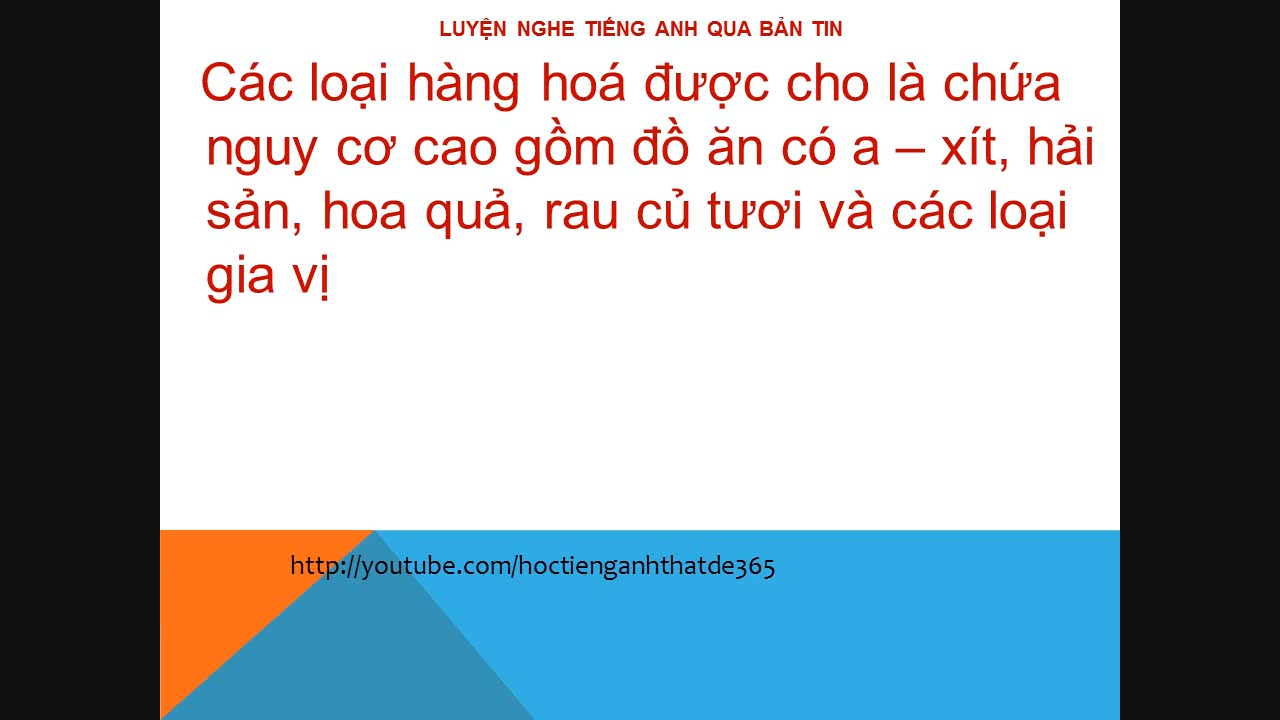 LUYỆN NGHE TIẾNG ANH QUA BẢN TIN
Các loại hàng hoá được cho là chứa
nguy cơ cao gồm đồ ăn có a – xít, hải
sản, hoa quả, rau củ tươi và các loại
gia vị
http://youtube.com/hoctienganhthatde365